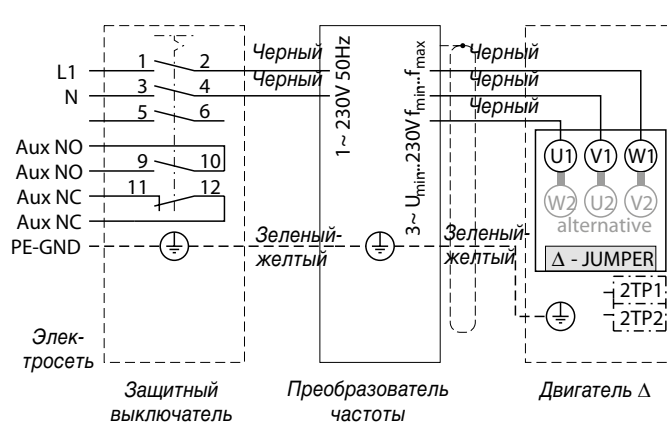 L1
N
Aux NO
Aux NO
Aux NC
Aux NC
PE-GND
Элек-
тросеть
1 2
3 4
5 6
9 10
11 12
Защитный
выключатель
Черный
Черный
Зеленый-
желтый
1~ 230V 50Hz
3~ Umin...230V fmin...fmax
Преобразователь
частоты
Черный
Черный
Черный
Зеленый-
желтый
U1 V1 W1
W2 U2 V2
alternative
Δ - JUMPER
2TP1
2TP2
Двигатель Δ